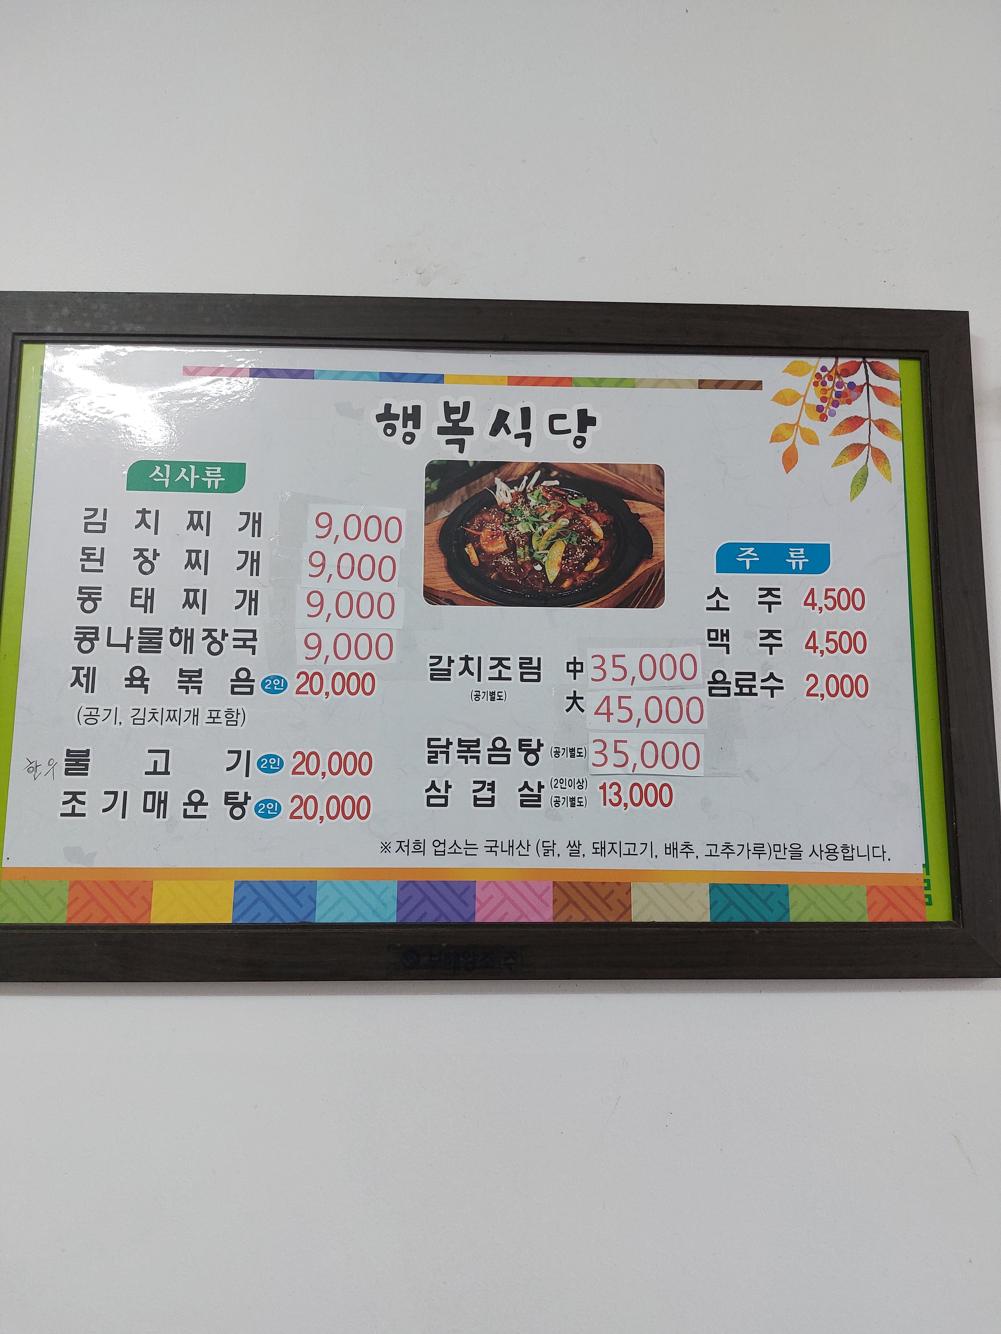 행복식당
식사류
김치찌개 9,000
된장찌개 9,000
동태찌개 9,000
콩나물해장국 9,000
제육볶음 2인 20,000
(공기, 김치찌개 포함)
불고기 2인 20,000
조기매운탕 2인 20,000
갈치조림 中 35,000
(공기별도) 大 45,000
닭볶음탕 (공기별도) 35,000
삼겹살 (2인이상) (공기별도) 13,000
주류
소주 4,500
맥주 4,500
음료수 2,000
※ 저희 업소는 국내산 (닭, 쌀, 돼지고기, 배추, 고추가루)만을 사용합니다.